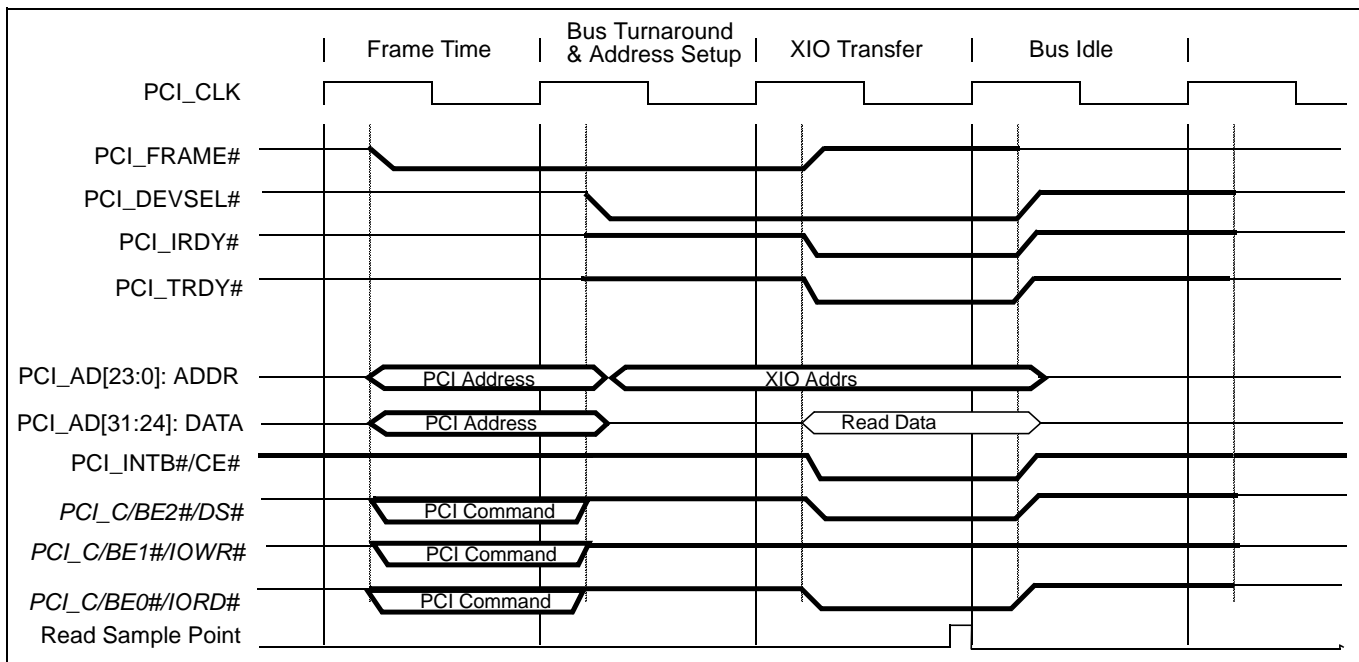 Frame Time
Bus Turnaround
& Address Setup
XIO Transfer
Bus Idle
PCI_CLK
PCI_FRAME#
PCI_DEVSEL#
PCI_IRDY#
PCI_TRDY#
PCI_AD[23:0]: ADDR
PCI Address
XIO Addrs
PCI_AD[31:24]: DATA
PCI Address
Read Data
PCI_INTB#/CE#
PCI_C/BE2#/DS#
PCI Command
PCI_C/BE1#/IOWR#
PCI Command
PCI_C/BE0#/IORD#
PCI Command
Read Sample Point